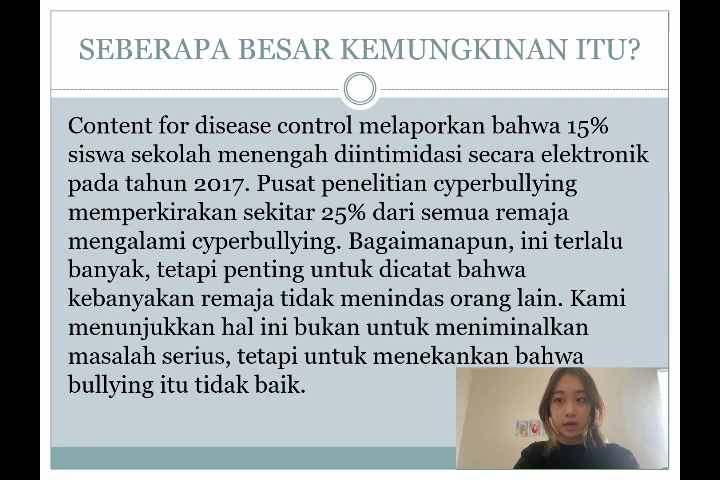 SEBERAPA BESAR KEMUNGKINAN ITU?
Content for disease control melaporkan bahwa 15%
siswa sekolah menengah diintimidasi secara elektronik
pada tahun 2017. Pusat penelitian cyperbullying
memperkirakan sekitar 25% dari semua remaja
mengalami cyperbullying. Bagaimanapun, ini terlalu
banyak, tetapi penting untuk dicatat bahwa
kebanyakan remaja tidak menindas orang lain. Kami
menunjukkan hal ini bukan untuk meniminalkan
masalah serius, tetapi untuk menekankan bahwa
bullying itu tidak baik.